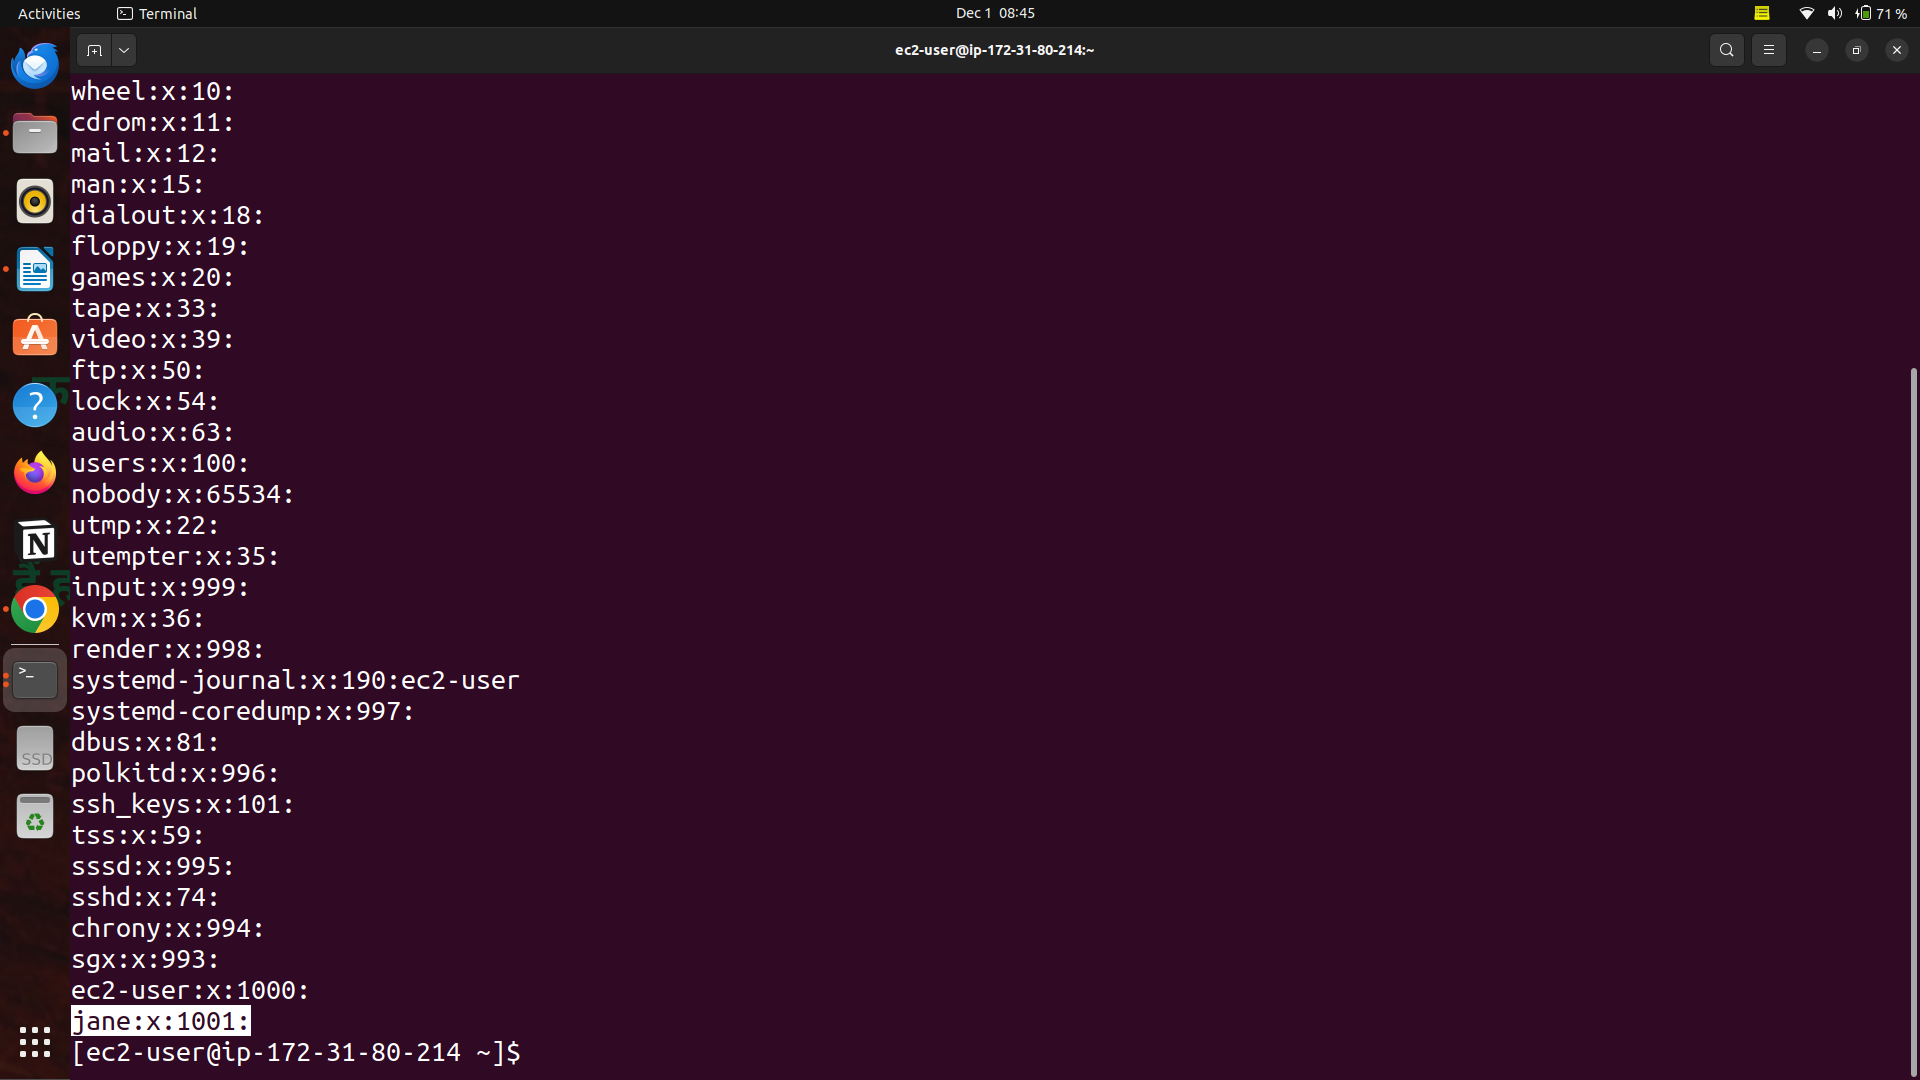 Activities
Terminal
Dec 1 08:45
71 %
ec2-user@ip-172-31-80-214:~
wheel:x:10:
cdrom:x:11:
mail:x:12:
man:x:15:
dialout:x:18:
floppy:x:19:
games:x:20:
tape:x:33:
video:x:39:
ftp:x:50:
lock:x:54:
audio:x:63:
users:x:100:
nobody:x:65534:
utmp:x:22:
utempter:x:35:
input:x:999:
kvm:x:36:
render:x:998:
systemd-journal:x:190:ec2-user
systemd-coredump:x:997:
dbus:x:81:
polkitd:x:996:
ssh_keys:x:101:
tss:x:59:
sssd:x:995:
sshd:x:74:
chrony:x:994:
sgx:x:993:
ec2-user:x:1000:
jane:x:1001:
[ec2-user@ip-172-31-80-214 ~]$
SSD